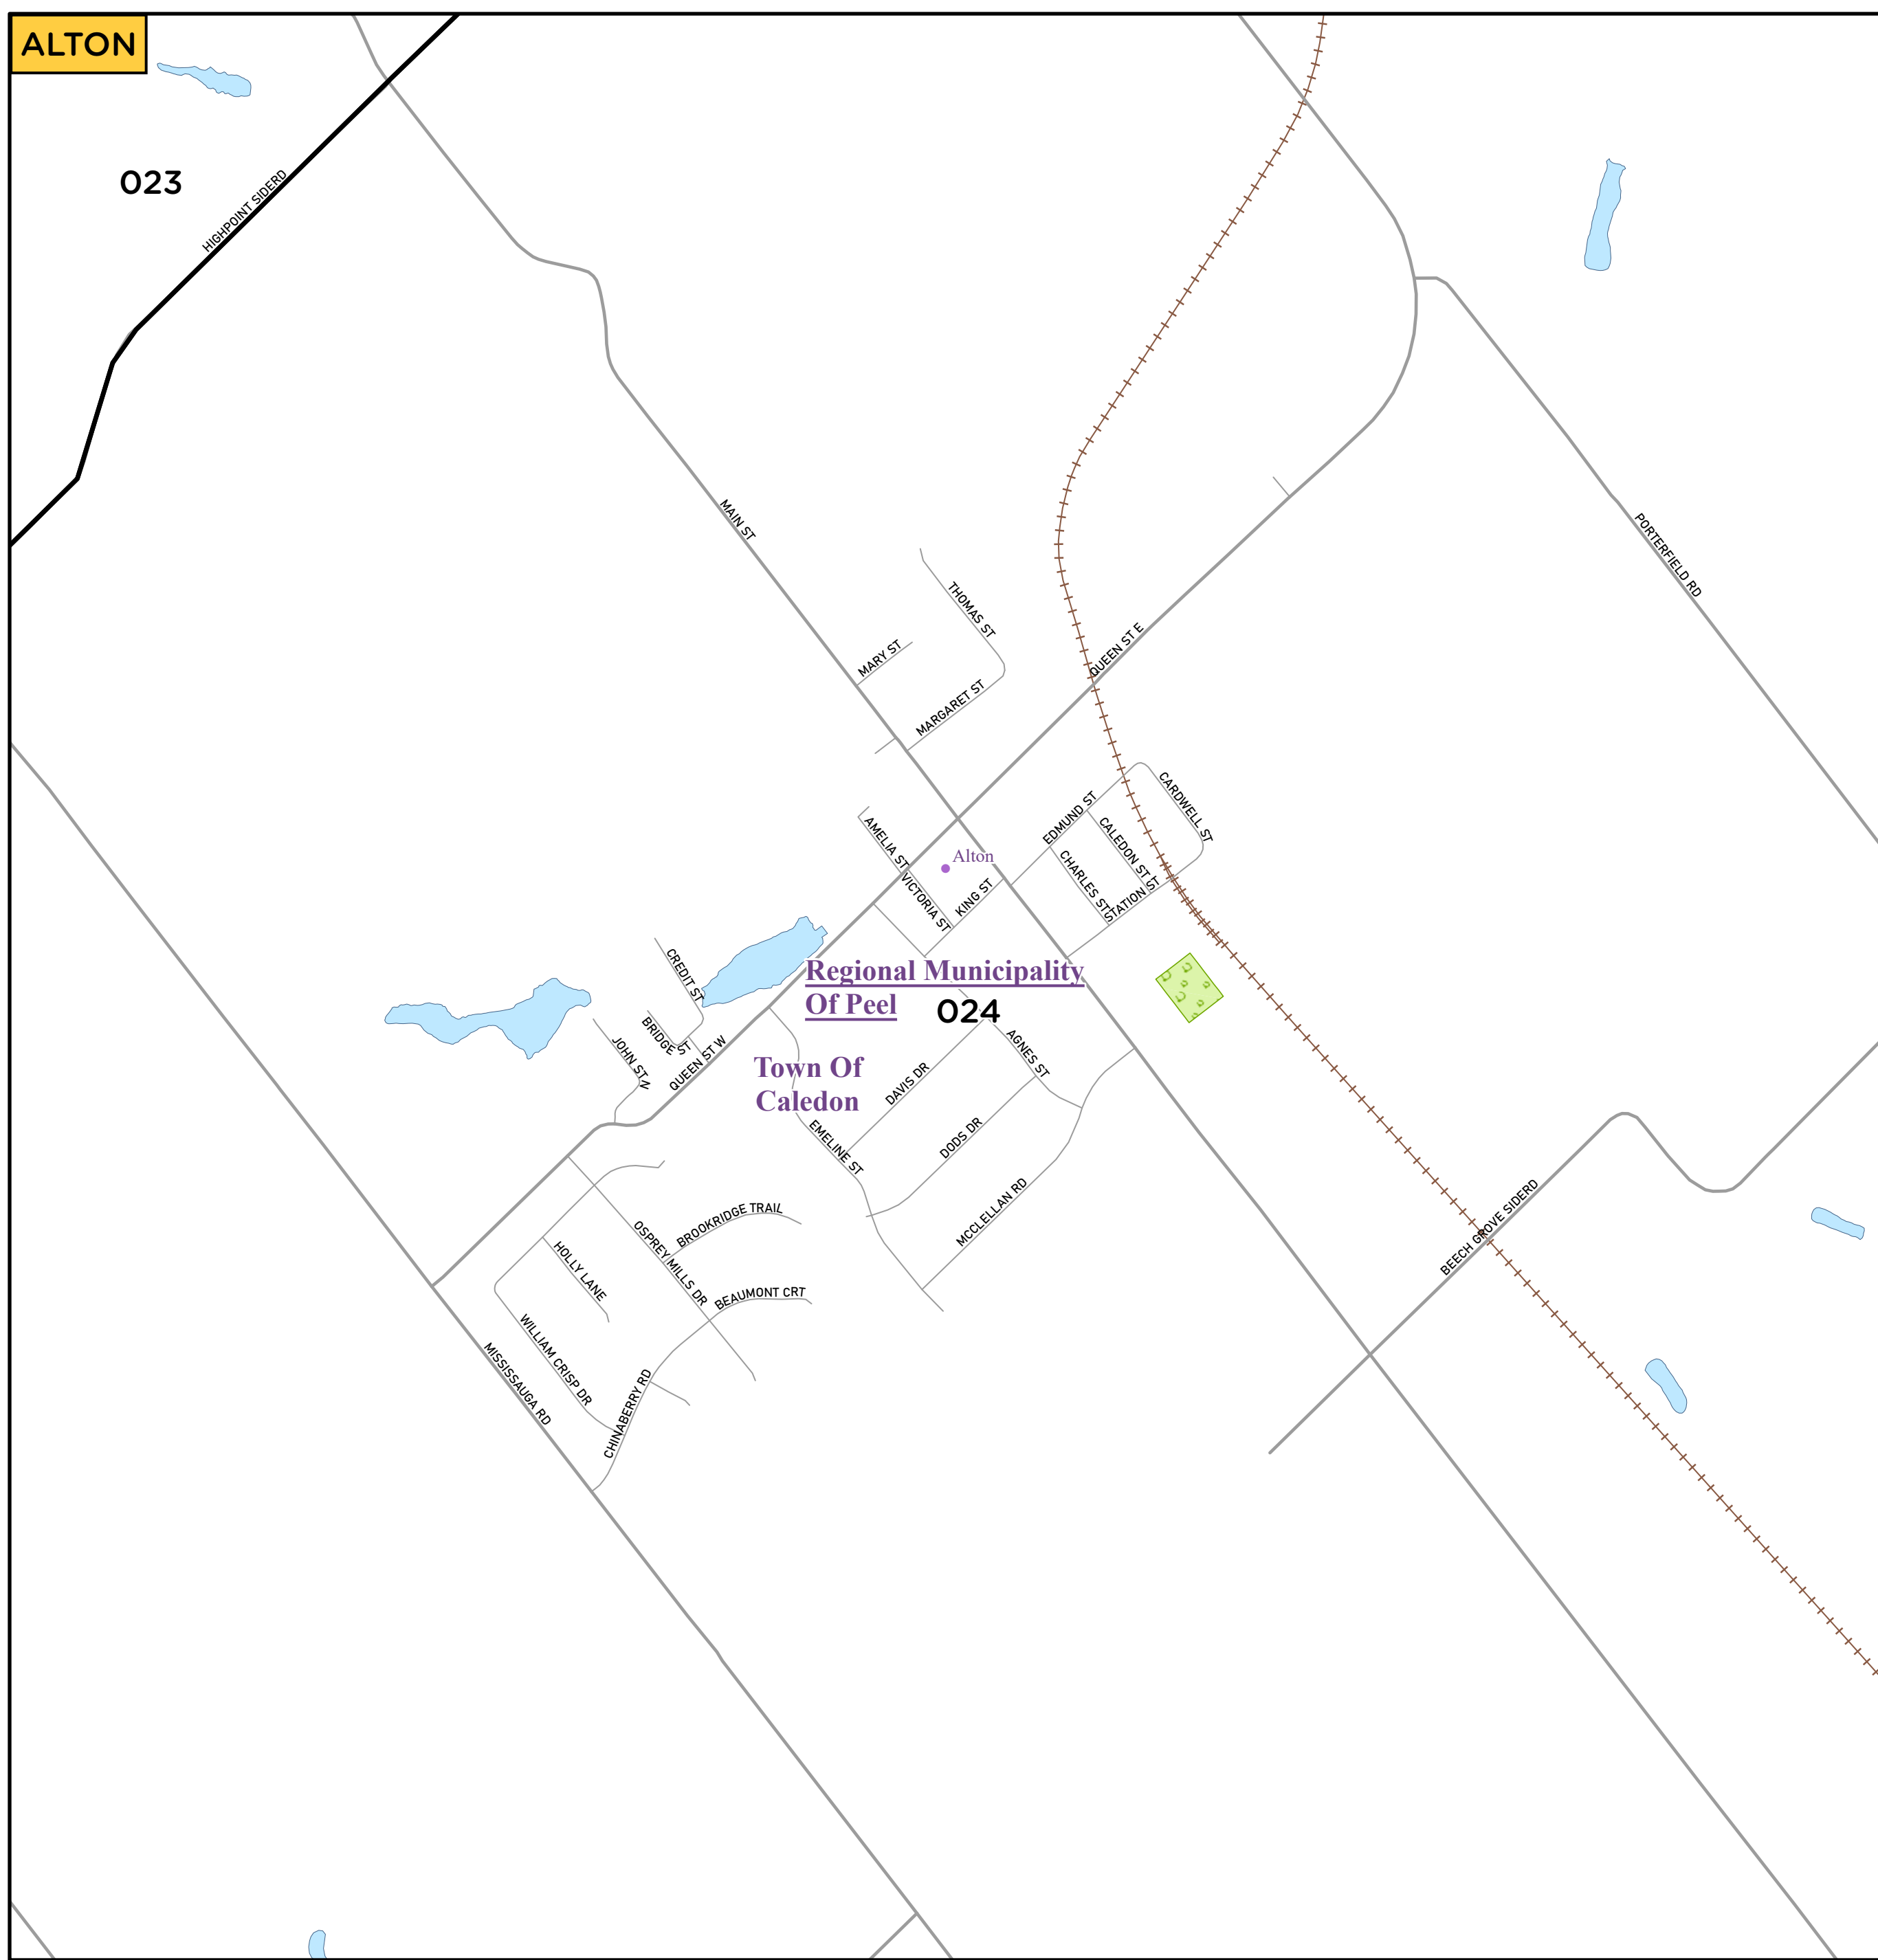 ALTON
023
HIGHPOINT SIDERD
MAIN ST
PORTERFIELD RD
THOMAS ST
MARY ST
QUEEN ST E
MARGARET ST
CARDWELL ST
EDMUND ST
AMELIA ST
CALEDON ST
Alton
CHARLES ST
VICTORIA ST
KING ST
STATION ST
CREDIT ST
Regional Municipality
Of Peel
024
BRIDGE ST
JOHN ST N
QUEEN ST W
AGNES ST
Town Of
Caledon
DAVIS DR
EMELINE ST
DODS DR
MCCLELLAN RD
BROOKRIDGE TRAIL
OSPREY MILLS DR
BEECH GROVE SIDERD
HOLLY LANE
BEAUMONT CRT
WILLIAM CRISP DR
MISSISSAUGA RD
CHINABERRY RD